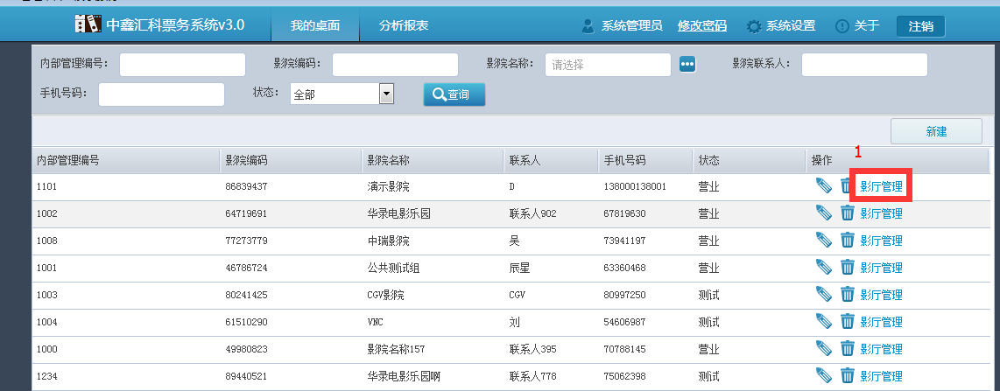 中鑫汇科票务系统v3.0 我的桌面 分析报表 系统管理员 修改密码 系统设置 关于 注销
内部管理编号： 影院编码： 影院名称： 请选择 影院联系人：
手机号码： 状态： 全部 查询
新建
1
内部管理编号 影院编码 影院名称 联系人 手机号码 状态 操作
1101 86839437 演示影院 D 138000138001 营业 影厅管理
1002 64719691 华录电影乐园 联系人902 67819630 营业 影厅管理
1008 77273779 中瑞影院 吴 73941197 营业 影厅管理
1001 46786724 公共测试组 辰星 63360468 营业 影厅管理
1003 80241425 CGV影院 CGV 80997250 测试 影厅管理
1004 61510290 VNC 刘 54606987 测试 影厅管理
1000 49980823 影院名称157 联系人395 70788145 营业 影厅管理
1234 89440521 华录电影乐园啊 联系人778 75062398 测试 影厅管理